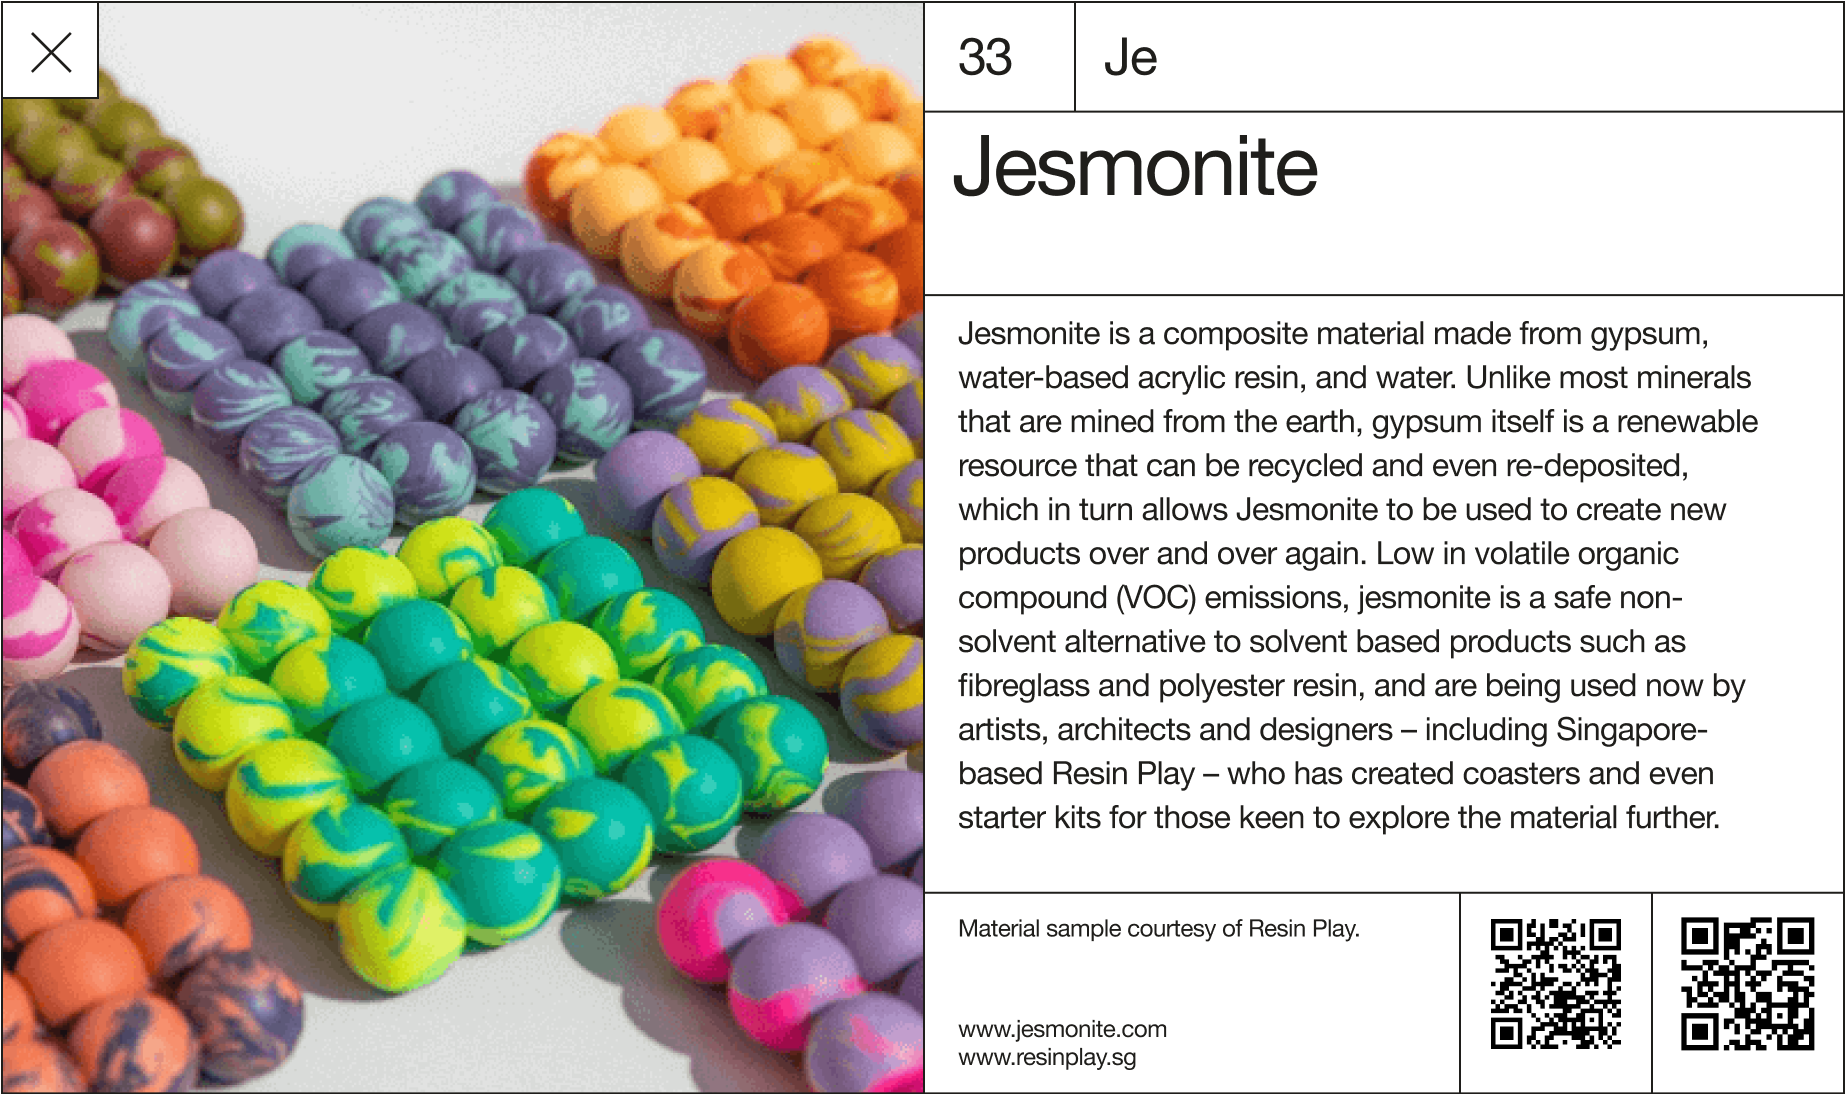 33
Je
Jesmonite
Jesmonite is a composite material made from gypsum,
water-based acrylic resin, and water. Unlike most minerals
that are mined from the earth, gypsum itself is a renewable
resource that can be recycled and even re-deposited,
which in turn allows Jesmonite to be used to create new
products over and over again. Low in volatile organic
compound (VOC) emissions, jesmonite is a safe non-
solvent alternative to solvent based products such as
fibreglass and polyester resin, and are being used now by
artists, architects and designers – including Singapore-
based Resin Play – who has created coasters and even
starter kits for those keen to explore the material further.
Material sample courtesy of Resin Play.
www.jesmonite.com
www.resinplay.sg